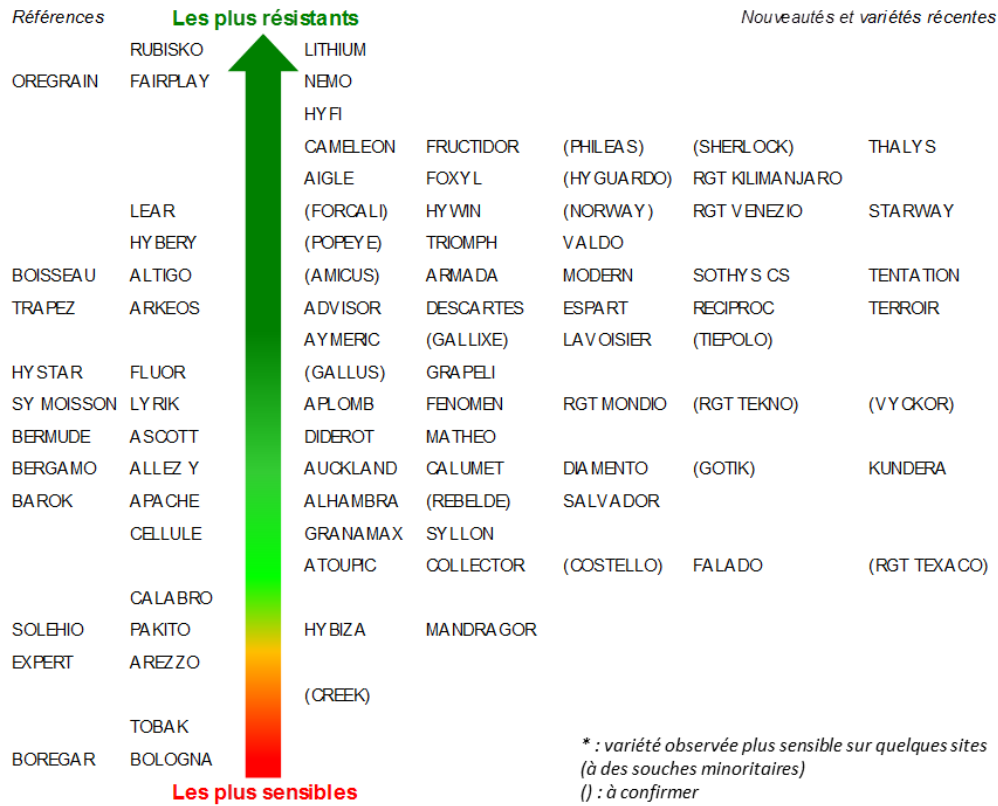 Références Les plus résistants Nouveautés et variétés récentes
RUBISKO LITHIUM
OREGRAIN FAIRPLAY NEMO
HYFI
CAMELEON FRUCTIDOR (PHILEAS) (SHERLOCK) THALYS
AIGLE FOXYL (HYGUARDO) RGT KILIMANJARO
LEAR (FORCALI) HYWIN (NORWAY) RGT VENEZIO STARWAY
HYBERY (POPEYE) TRIOMPH VALDO
BOISSEAU ALTIGO (AMICUS) ARMADA MODERN SOTHYS CS TENTATION
TRAPEZ ARKEOS ADVISOR DESCARTES ESPART RECIPROC TERROIR
AYMERIC (GALLIXE) LAVOISIER (TIEPOLO)
HYSTAR FLUOR (GALLUS) GRAPELI
SY MOISSON LYRIK APLOMB FENOMEN RGT MONDIO (RGT TEKNO) (VYCKOR)
BERMUDE ASCOTT DIDEROT MATHEO
BERGAMO ALLEZ Y AUCKLAND CALUMET DIAMENTO (GOTIK) KUNDERA
BAROK APACHE ALHAMBRA (REBELDE) SALVADOR
CELLULE GRANAMAX SYLLON
ATOUPIC COLLECTOR (COSTELLO) FALADO (RGT TEXACO)
CALABRO
SOLEHIO PAKITO HYBIZA MANDRAGOR
EXPERT AREZZO
(CREEK)
TOBAK
BOREGAR BOLOGNA
Les plus sensibles
* : variété observée plus sensible sur quelques sites
(à des souches minoritaires)
() : à confirmer